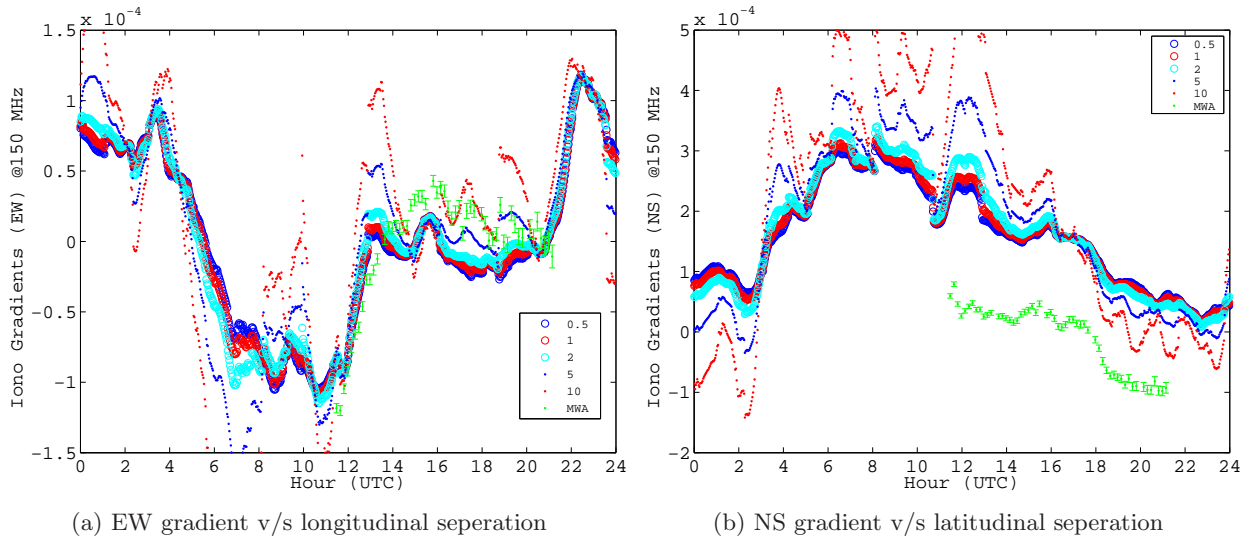 x 10⁻⁴
1.5
1
0.5
0
−0.5
−1
−1.5
Iono Gradients (EW) @150 MHz
0 2 4 6 8 10 12 14 16 18 20 22 24
Hour (UTC)
0.5
1
2
5
10
MWA
(a) EW gradient v/s longitudinal seperation
x 10⁻⁴
5
4
3
2
1
0
−1
−2
Iono Gradients (NS) @150 MHz
0 2 4 6 8 10 12 14 16 18 20 22 24
Hour (UTC)
0.5
1
2
5
10
MWA
(b) NS gradient v/s latitudinal seperation